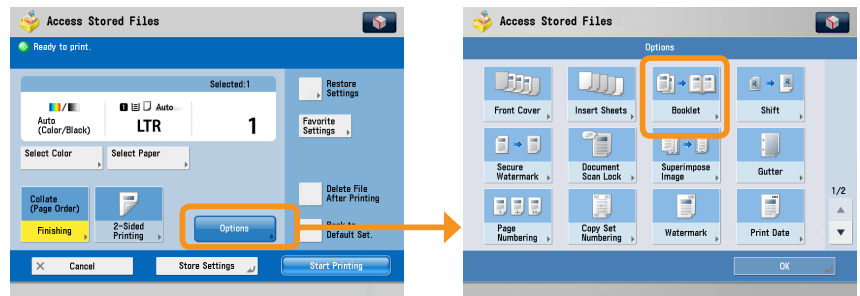 Access Stored Files
Ready to print.
Selected:1
Auto
(Color/Black)
Auto
LTR
1
Select Color
Select Paper
Collate
(Page Order)
Finishing
2-Sided
Printing
Options
Restore
Settings
Favorite
Settings
Delete File
After Printing
Back to
Default Set.
Cancel
Store Settings
Start Printing
Access Stored Files
Options
Front Cover
Insert Sheets
Booklet
Shift
Secure
Watermark
Document
Scan Lock
Superimpose
Image
Gutter
Page
Numbering
Copy Set
Numbering
Watermark
Print Date
1/2
OK